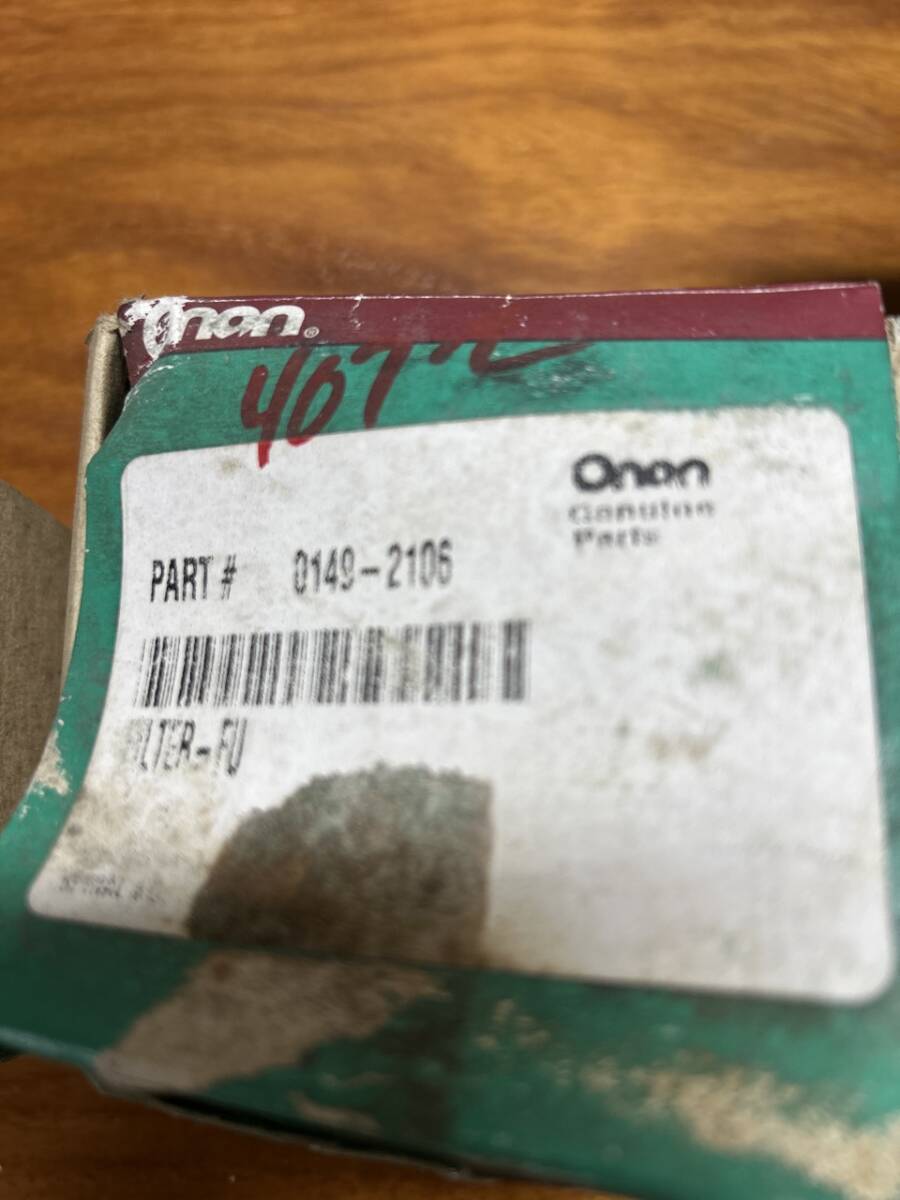 Onan®
Onan
Genuine
Parts
PART # 0149-2106
LTER-FU